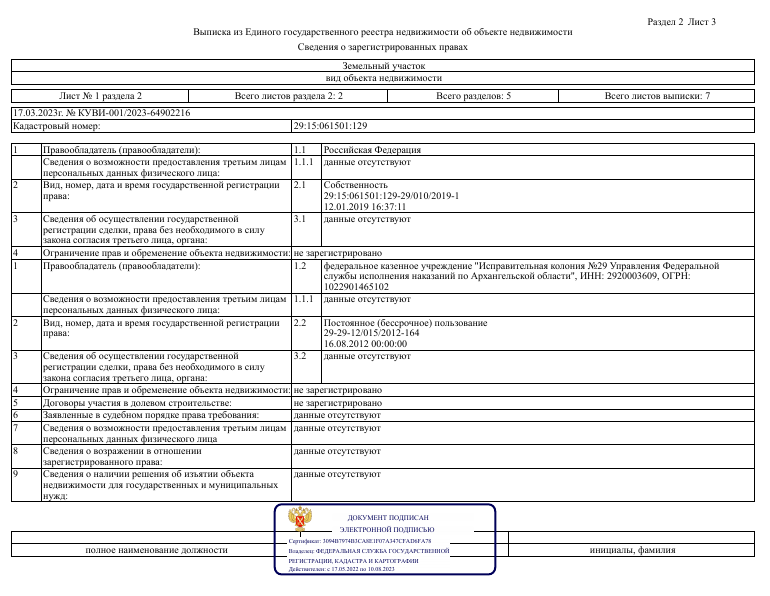 Раздел 2 Лист 3
Выписка из Единого государственного реестра недвижимости об объекте недвижимости
Сведения о зарегистрированных правах
Земельный участок
вид объекта недвижимости
Лист № 1 раздела 2 Всего листов раздела 2: 2 Всего разделов: 5 Всего листов выписки: 7
17.03.2023г. № КУВИ-001/2023-64902216
Кадастровый номер: 29:15:061501:129
1 Правообладатель (правообладатели): 1.1 Российская Федерация
Сведения о возможности предоставления третьим лицам 1.1.1 данные отсутствуют
персональных данных физического лица:
2 Вид, номер, дата и время государственной регистрации 2.1 Собственность
права: 29:15:061501:129-29/010/2019-1
12.01.2019 16:37:11
3 Сведения об осуществлении государственной 3.1 данные отсутствуют
регистрации сделки, права без необходимого в силу
закона согласия третьего лица, органа:
4 Ограничение прав и обременение объекта недвижимости: не зарегистрировано
1 Правообладатель (правообладатели): 1.2 федеральное казенное учреждение "Исправительная колония №29 Управления Федеральной
службы исполнения наказаний по Архангельской области", ИНН: 2920003609, ОГРН:
1022901465102
Сведения о возможности предоставления третьим лицам 1.1.1 данные отсутствуют
персональных данных физического лица:
2 Вид, номер, дата и время государственной регистрации 2.2 Постоянное (бессрочное) пользование
права: 29-29-12/015/2012-164
16.08.2012 00:00:00
3 Сведения об осуществлении государственной 3.2 данные отсутствуют
регистрации сделки, права без необходимого в силу
закона согласия третьего лица, органа:
4 Ограничение прав и обременение объекта недвижимости: не зарегистрировано
5 Договоры участия в долевом строительстве: не зарегистрировано
6 Заявленные в судебном порядке права требования: данные отсутствуют
7 Сведения о возможности предоставления третьим лицам данные отсутствуют
персональных данных физического лица
8 Сведения о возражении в отношении данные отсутствуют
зарегистрированного права:
9 Сведения о наличии решения об изъятии объекта данные отсутствуют
недвижимости для государственных и муниципальных
нужд:
ДОКУМЕНТ ПОДПИСАН
ЭЛЕКТРОННОЙ ПОДПИСЬЮ
Сертификат:
Владелец: ФЕДЕРАЛЬНАЯ СЛУЖБА ГОСУДАРСТВЕННОЙ
РЕГИСТРАЦИИ, КАДАСТРА И КАРТОГРАФИИ
Действителен: с 17.05.2022 по 10.08.2023
полное наименование должности инициалы, фамилия